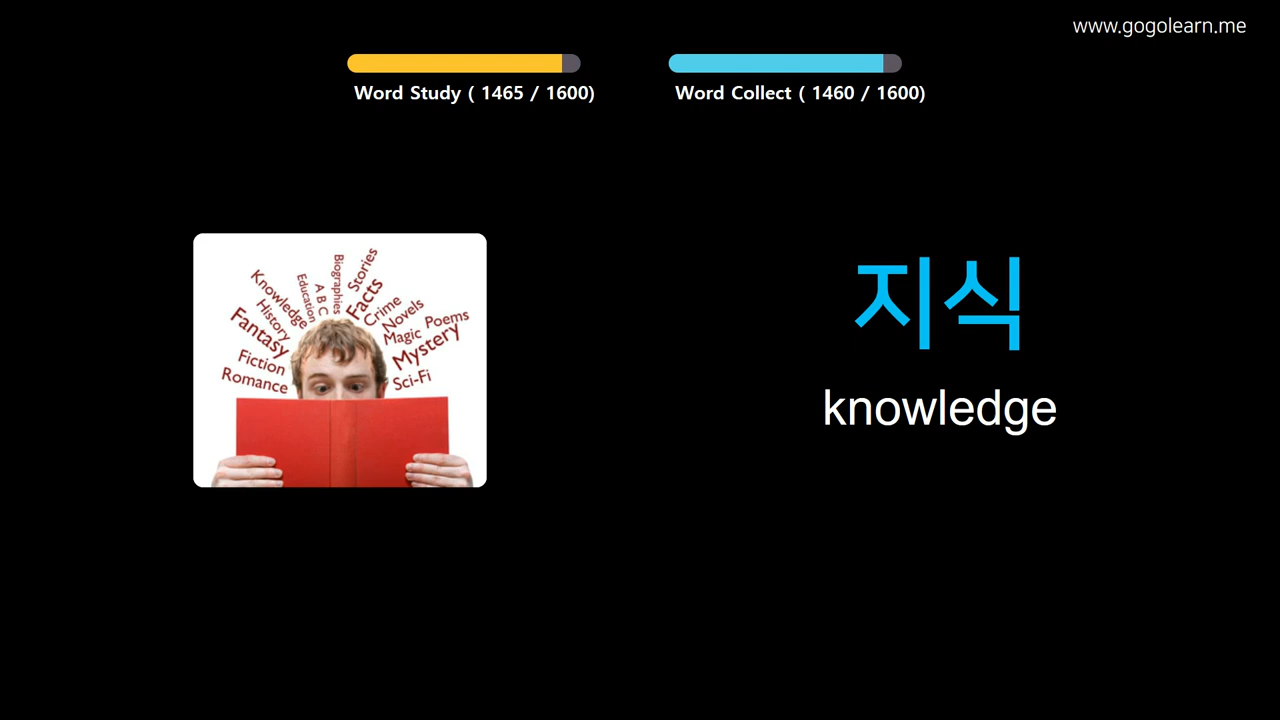 www.gogolearn.me
Word Study ( 1465 / 1600)
Word Collect ( 1460 / 1600)
Knowledge
History
Fantasy
Fiction
Romance
Education
A B C
Biographies
Stories
Facts
Crime
Novels
Magic
Poems
Mystery
Sci-Fi
지식
knowledge